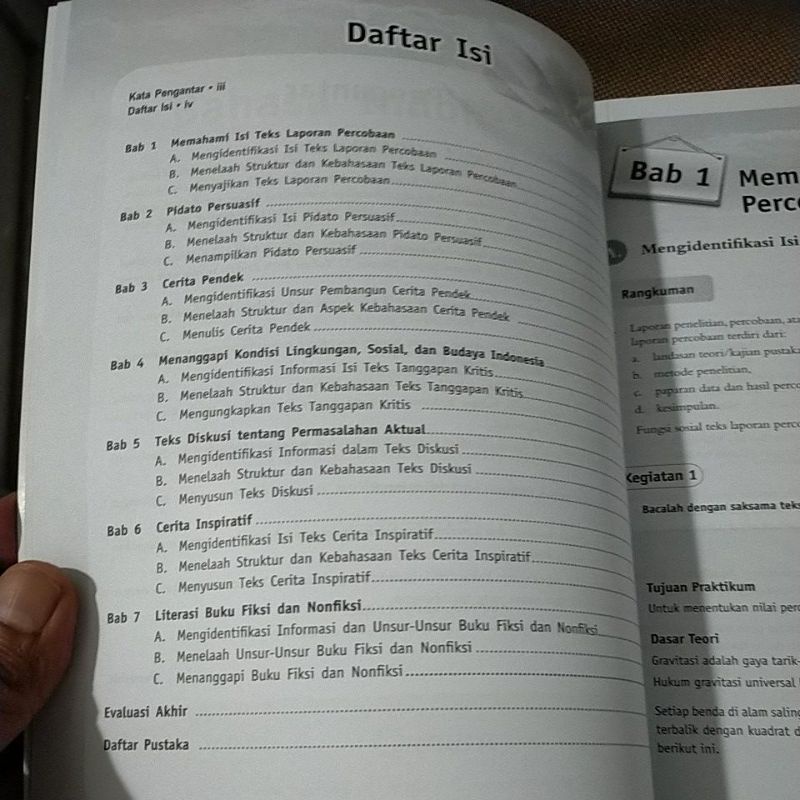 Daftar Isi
Kata Pengantar • iii
Daftar Isi • iv
Bab 1 Memahami Isi Teks Laporan Percobaan
A. Mengidentifikasi Isi Teks Laporan Percobaan
B. Menelaah Struktur dan Kebahasaan Teks Laporan Percobaan
C. Menyajikan Teks Laporan Percobaan
Bab 2 Pidato Persuasif
A. Mengidentifikasi Isi Pidato Persuasif
B. Menelaah Struktur dan Kebahasaan Pidato Persuasif
C. Menampilkan Pidato Persuasif
Bab 3 Cerita Pendek
A. Mengidentifikasi Unsur Pembangun Cerita Pendek
B. Menelaah Struktur dan Aspek Kebahasaan Cerita Pendek
C. Menulis Cerita Pendek
Bab 4 Menanggapi Kondisi Lingkungan, Sosial, dan Budaya Indonesia
A. Mengidentifikasi Informasi Isi Teks Tanggapan Kritis
B. Menelaah Struktur dan Kebahasaan Teks Tanggapan Kritis
C. Mengungkapkan Teks Tanggapan Kritis
Bab 5 Teks Diskusi tentang Permasalahan Aktual
A. Mengidentifikasi Informasi dalam Teks Diskusi
B. Menelaah Struktur dan Kebahasaan Teks Diskusi
C. Menyusun Teks Diskusi
Bab 6 Cerita Inspiratif
A. Mengidentifikasi Isi Teks Cerita Inspiratif
B. Menelaah Struktur dan Kebahasaan Teks Cerita Inspiratif
C. Menyusun Teks Cerita Inspiratif
Bab 7 Literasi Buku Fiksi dan Nonfiksi
A. Mengidentifikasi Informasi dan Unsur-Unsur Buku Fiksi dan Nonfiksi
B. Menelaah Unsur-Unsur Buku Fiksi dan Nonfiksi
C. Menanggapi Buku Fiksi dan Nonfiksi
Evaluasi Akhir
Daftar Pustaka
Bab 1
Mem
Perc
A. Mengidentifikasi Isi
Rangkuman
Laporan penelitian, percobaan, ata
laporan percobaan terdiri dari:
a. landasan teori/kajian pustaka
b. metode penelitian,
c. paparan data dan hasil perco
d. kesimpulan.
Fungsi sosial teks laporan perco
Kegiatan 1
Bacalah dengan saksama teks
Tujuan Praktikum
Untuk menentukan nilai perc
Dasar Teori
Gravitasi adalah gaya tarik-
Hukum gravitasi universal
Setiap benda di alam saling
terbalik dengan kuadrat d
berikut ini.